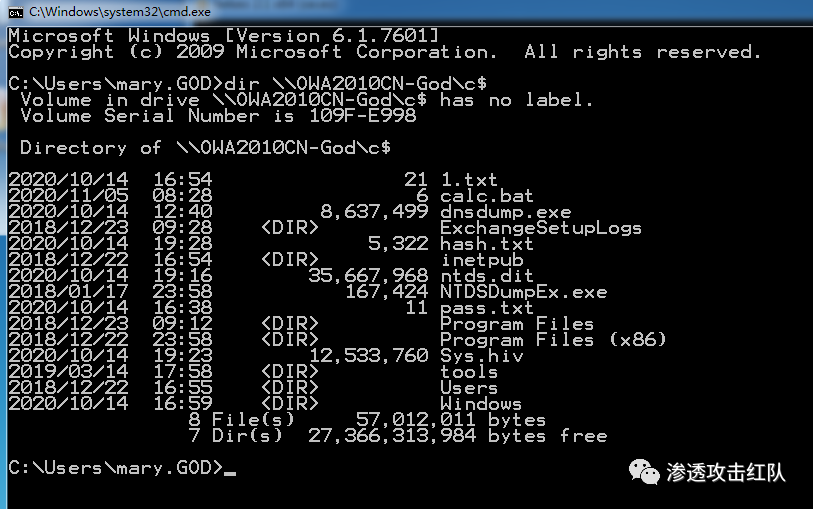 C:\Windows\system32\cmd.exe
Microsoft Windows [Version 6.1.7601]
Copyright (c) 2009 Microsoft Corporation.  All rights reserved.
C:\Users\mary.GOD>dir \\OWA2010CN-God\c$
 Volume in drive \\OWA2010CN-God\c$ has no label.
 Volume Serial Number is 109F-E998
 Directory of \\OWA2010CN-God\c$
2020/10/14  16:54                21 1.txt
2020/11/05  08:28                 6 calc.bat
2020/10/14  12:40         8,637,499 dnsdump.exe
2018/12/23  09:28    <DIR>          ExchangeSetupLogs
2020/10/14  19:28             5,322 hash.txt
2018/12/22  16:54    <DIR>          inetpub
2020/10/14  19:16        35,667,968 ntds.dit
2018/01/17  23:58           167,424 NTDSDumpEx.exe
2020/10/14  16:38                11 pass.txt
2018/12/23  09:12    <DIR>          Program Files
2018/12/22  23:58    <DIR>          Program Files (x86)
2020/10/14  19:23        12,533,760 Sys.hiv
2019/03/14  17:58    <DIR>          tools
2018/12/22  16:55    <DIR>          Users
2020/10/14  16:59    <DIR>          Windows
               8 File(s)     57,012,011 bytes
               7 Dir(s)  27,366,313,984 bytes free
C:\Users\mary.GOD>_
渗透攻击红队